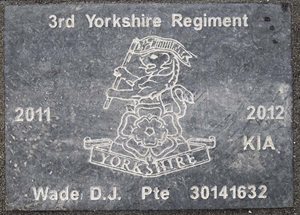 3rd Yorkshire Regiment
2011 2012
KIA
YORKSHIRE
Wade D.J. Pte 30141632